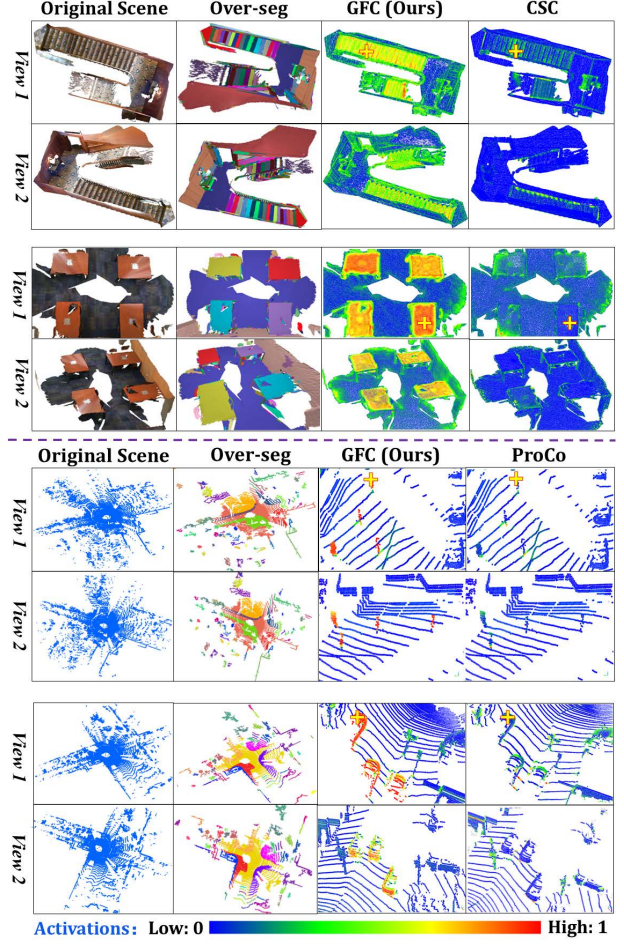 Original Scene Over-seg GFC (Ours) CSC
View 1
View 2
View 1
View 2
Original Scene Over-seg GFC (Ours) ProCo
View 1
View 2
View 1
View 2
Activations: Low: 0 High: 1